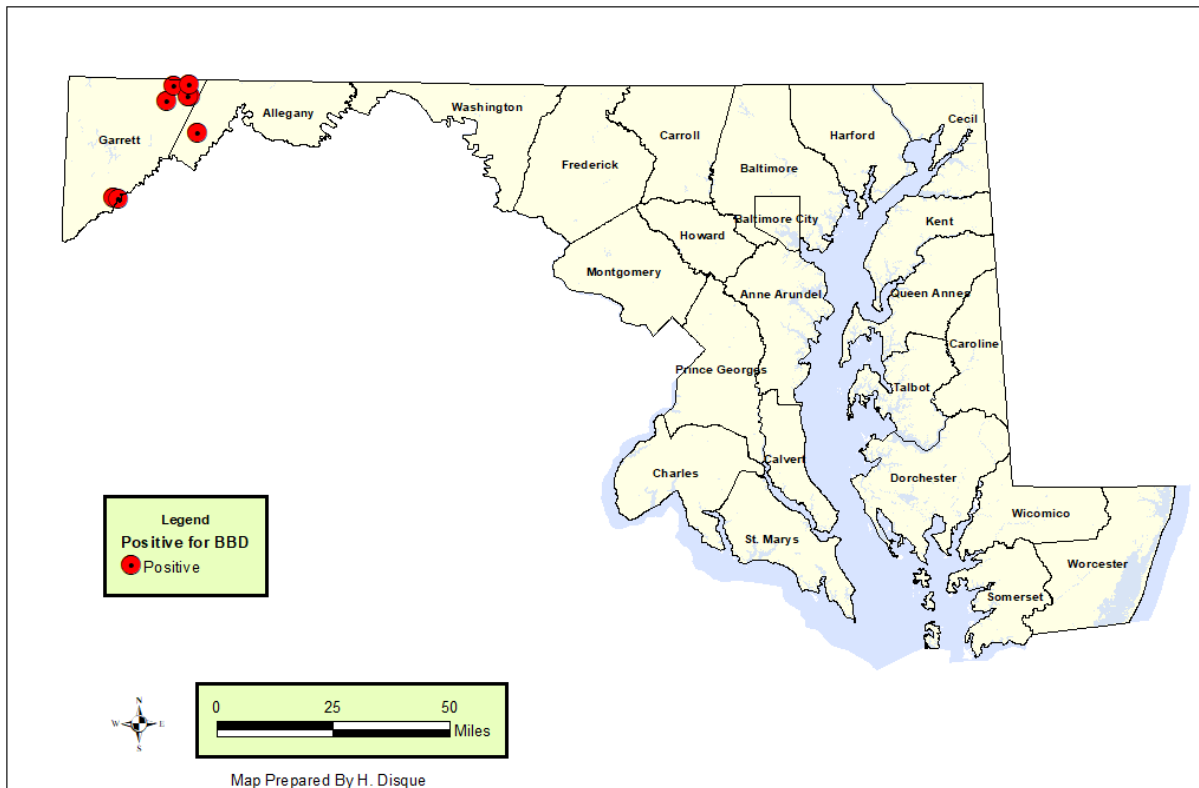 Garrett
Allegany
Washington
Frederick
Carroll
Baltimore
Harford
Cecil
Baltimore City
Howard
Kent
Montgomery
Anne Arundel
Queen Annes
Caroline
Prince Georges
Talbot
Charles
Calvert
Dorchester
St. Marys
Wicomico
Worcester
Somerset
Legend
Positive for BBD
Positive
N
W E
S
0 25 50
Miles
Map Prepared By H. Disque